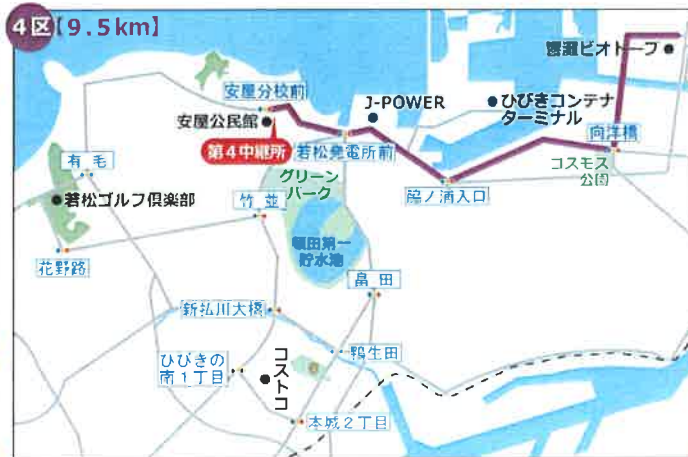 4区【9.5km】
響灘ビオトープ
安屋分校前
J-POWER
ひびきコンテナ
ターミナル
安屋公民館
向洋橋
第4中継所
若松発電所前
有毛
グリーン
パーク
コスモス
公園
脇ノ浦入口
若松ゴルフ倶楽部
竹並
頓田第一
貯水池
花野路
畠田
新払川大橋
ひびきの
南1丁目
コストコ
鴨生田
本城2丁目